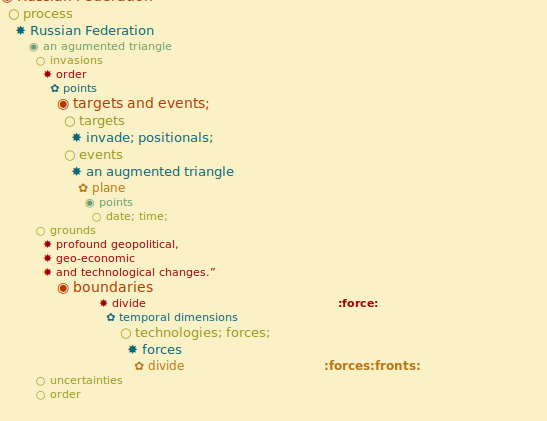 Russian Federation
process
Russian Federation
an agumented triangle
invasions
order
points
targets and events;
targets
invade; positionals;
events
an augmented triangle
plane
points
date; time;
grounds
profound geopolitical,
geo-economic
and technological changes.”
boundaries
divide :force:
temporal dimensions
technologies; forces;
forces
divide :forces:fronts:
uncertainties
order